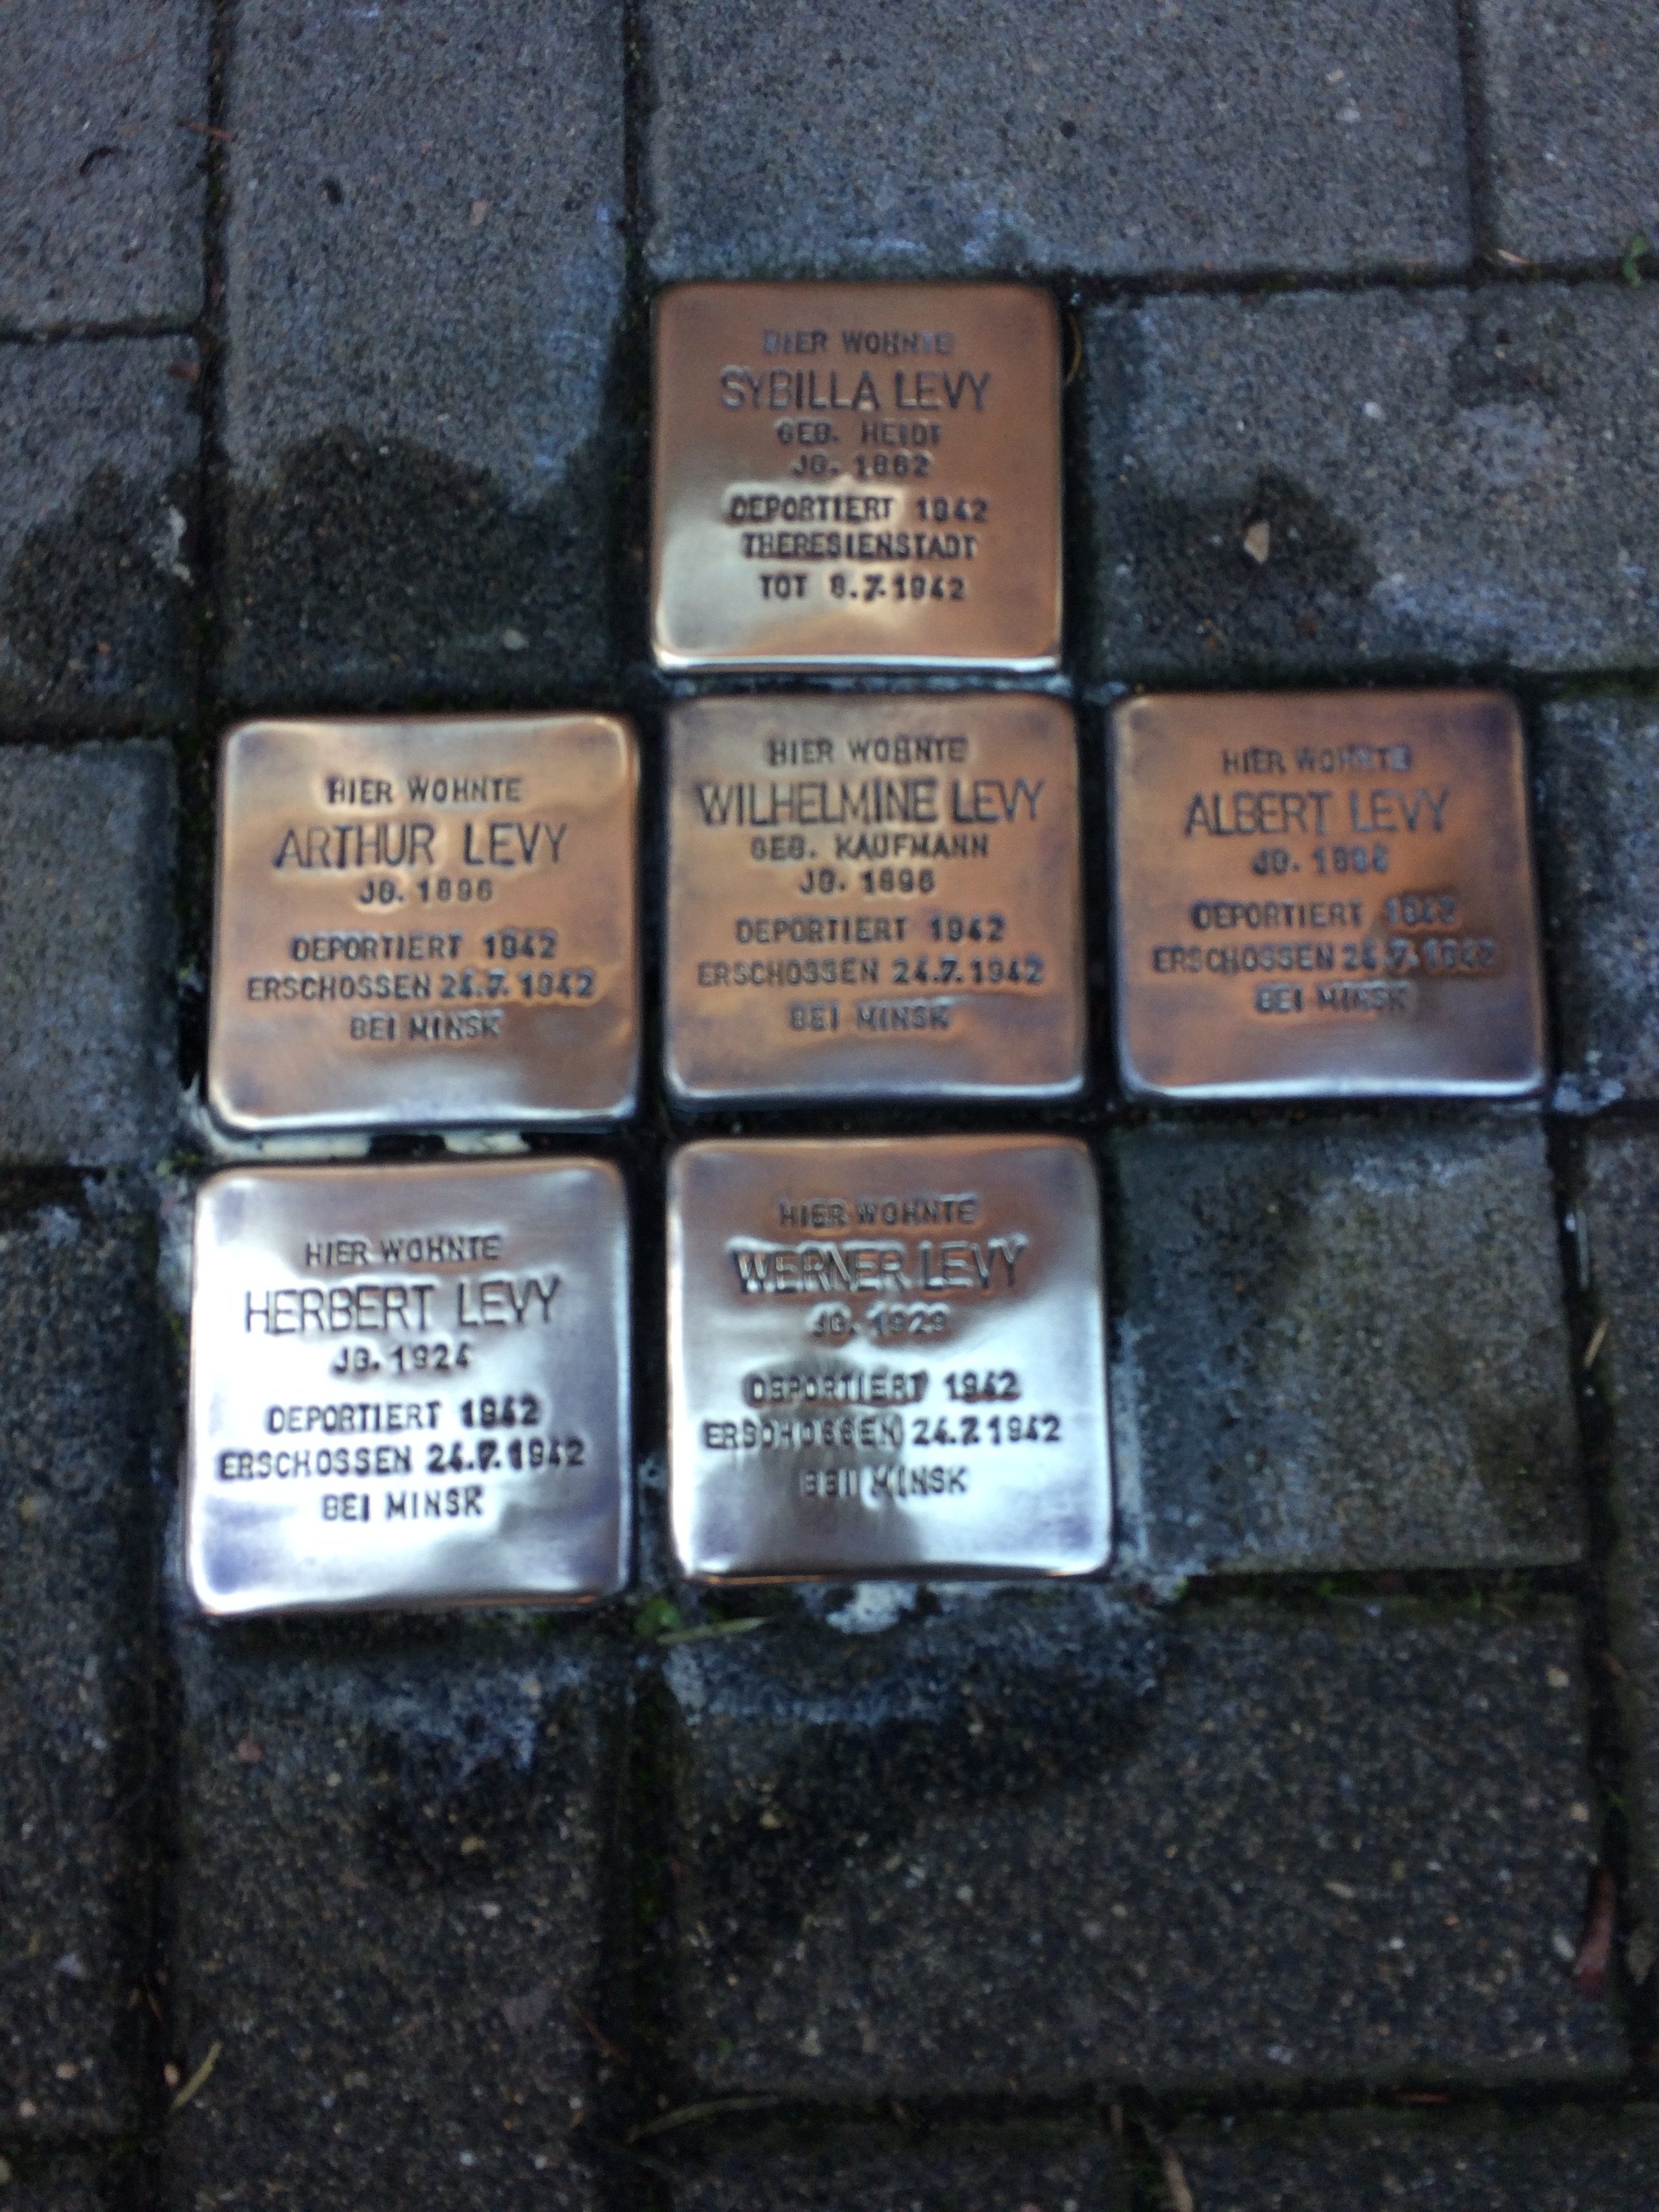 HIER WOHNTE
SYBILLA LEVY
GEB. HEIDT
JG. 1862
DEPORTIERT 1942
THERESIENSTADT
TOT 8.7.1942
HIER WOHNTE
ARTHUR LEVY
JG. 1896
DEPORTIERT 1942
ERSCHOSSEN 24.7.1942
BEI MINSK
HIER WOHNTE
WILHELMINE LEVY
GEB. KAUFMANN
JG. 1896
DEPORTIERT 1942
ERSCHOSSEN 24.7.1942
BEI MINSK
HIER WOHNTE
ALBERT LEVY
JG.
DEPORTIERT 1942
ERSCHOSSEN 24.7.1942
BEI MINSK
HIER WOHNTE
HERBERT LEVY
JG. 1924
DEPORTIERT 1942
ERSCHOSSEN 24.7.1942
BEI MINSK
HIER WOHNTE
WERNER LEVY
JG. 1929
DEPORTIERT 1942
ERSCHOSSEN 24.7.1942
BEI MINSK